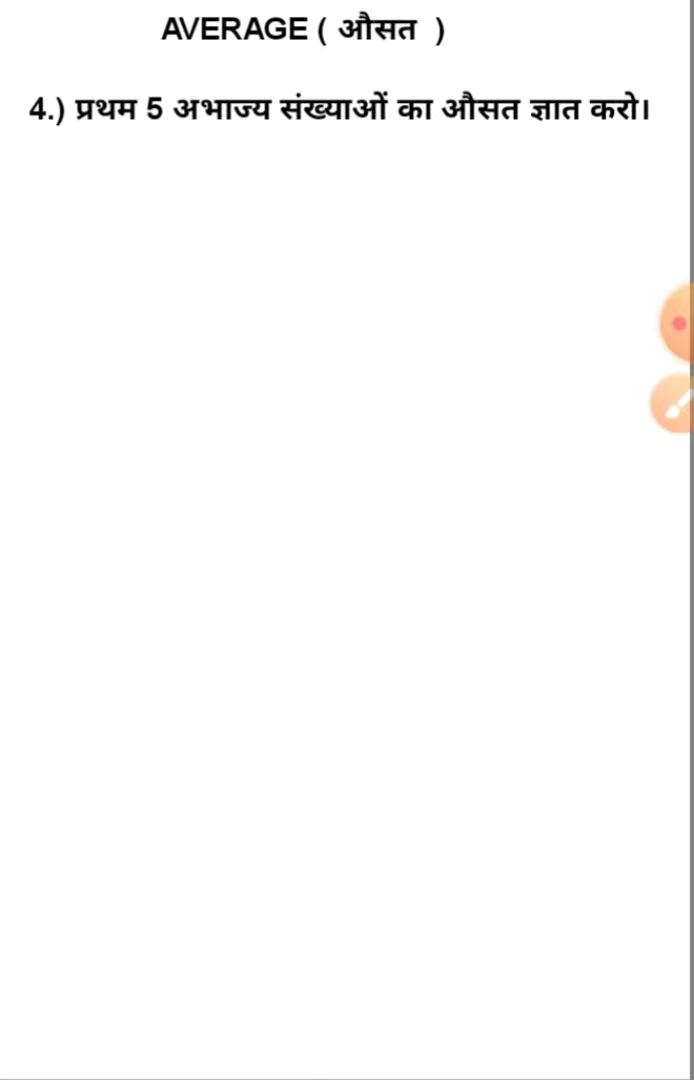 AVERAGE ( औसत )
4.) प्रथम 5 अभाज्य संख्याओं का औसत ज्ञात करो।